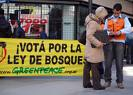 ¡VOTÁ POR LA
LEY DE BOSQUES
GREENPEACE